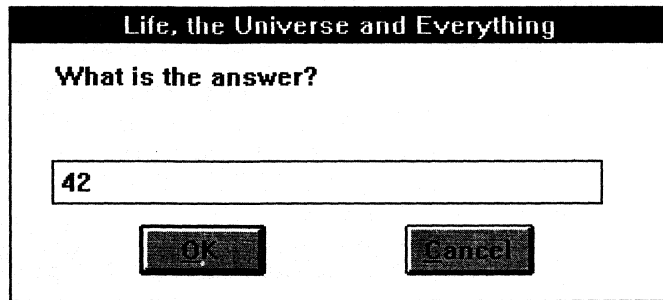 Life, the Universe and Everything
What is the answer?
42
OK Cancel